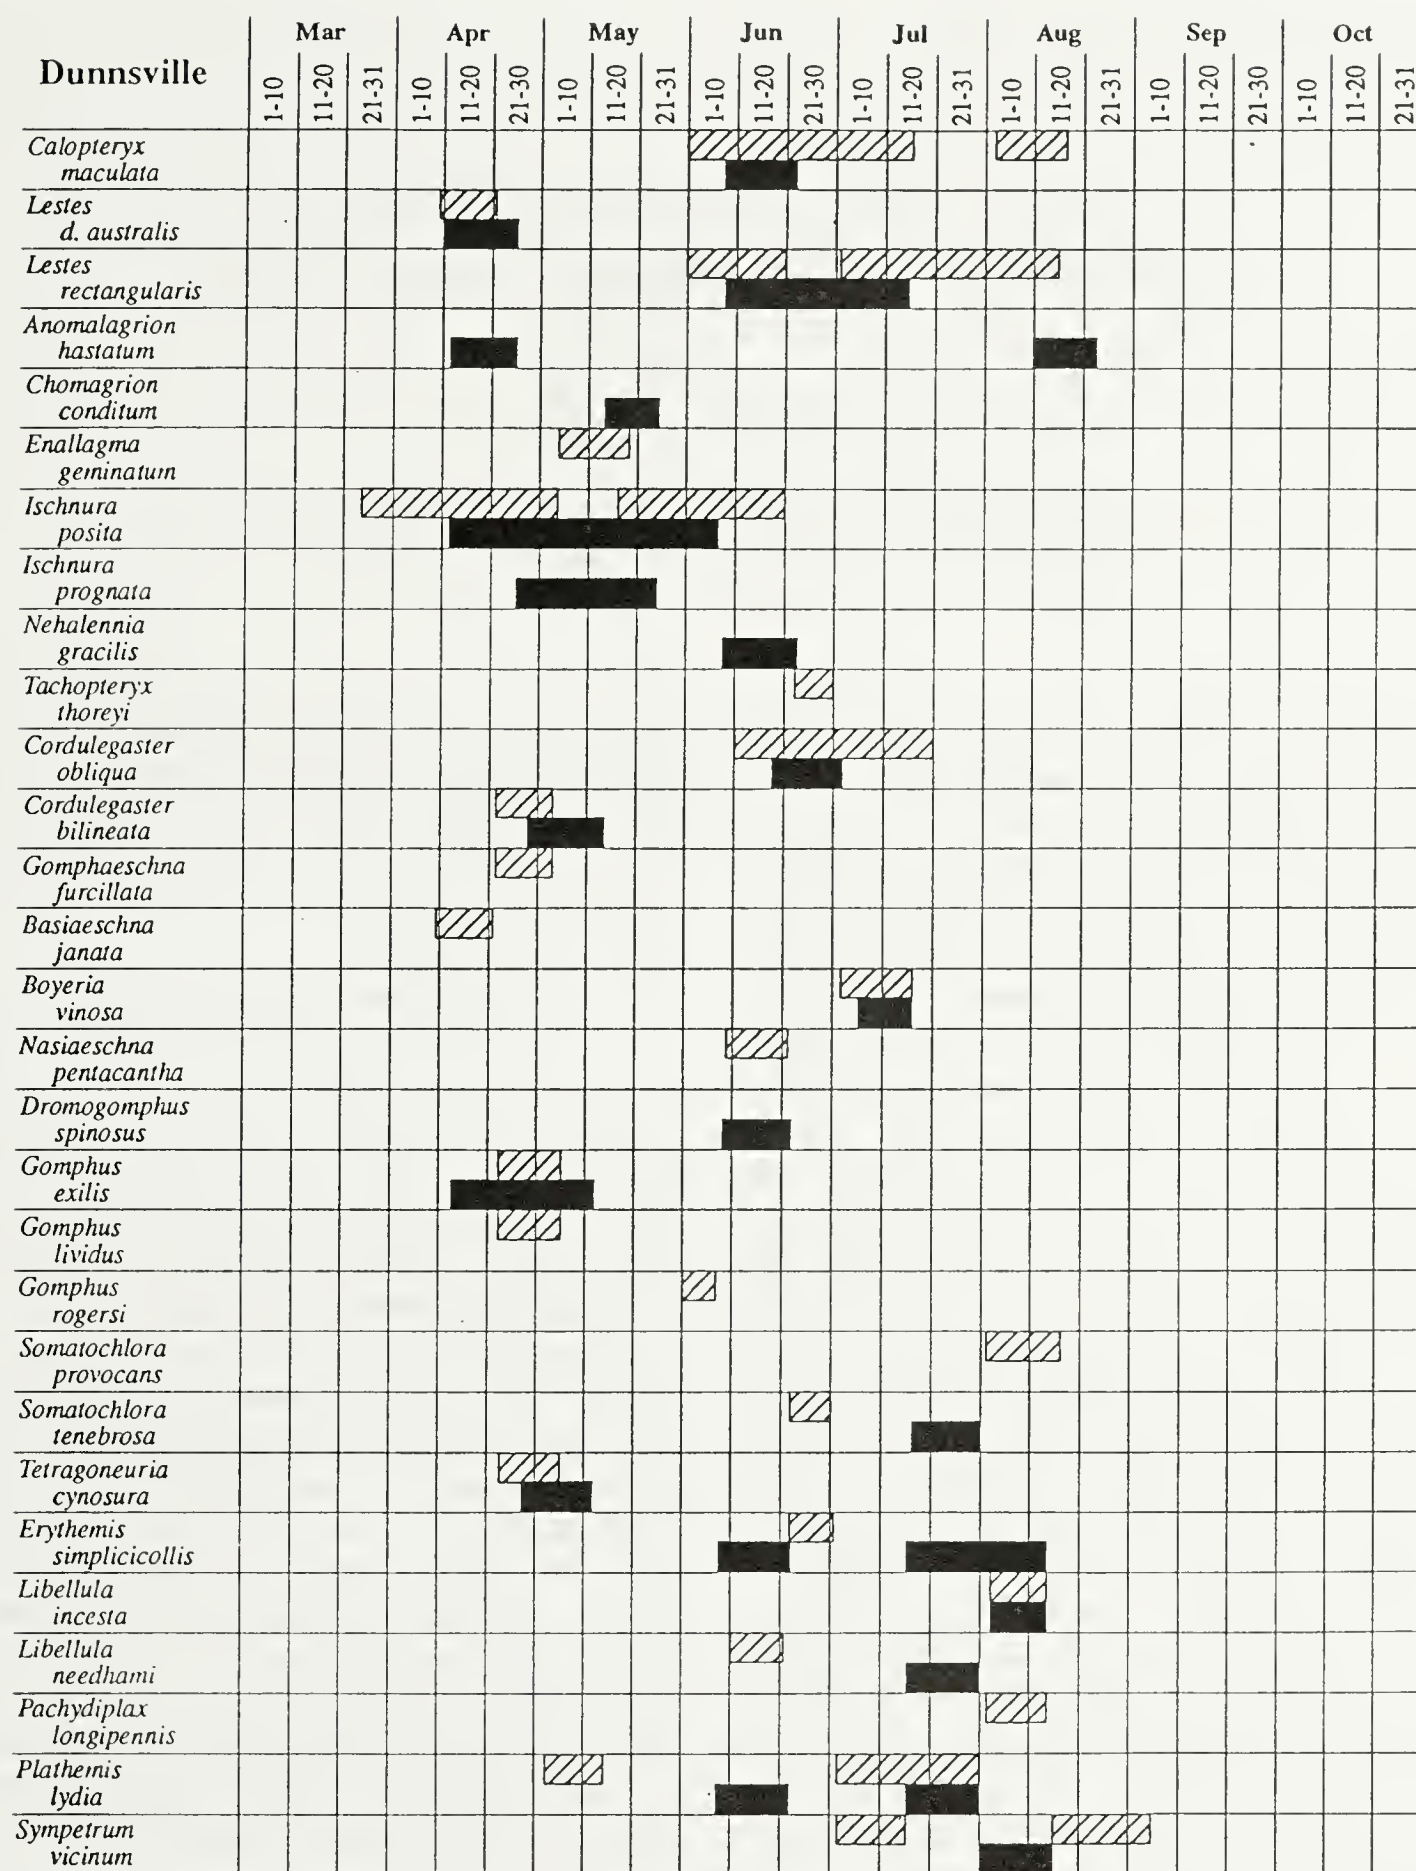 Mar Apr May Jun Jul Aug Sep Oct
Dunnsville
1-10 11-20 21-31 1-10 11-20 21-30 1-10 11-20 21-31 1-10 11-20 21-30 1-10 11-20 21-31 1-10 11-20 21-31 1-10 11-20 21-30 1-10 11-20 21-31
Calopteryx
maculata
Lestes
d. australis
Lestes
rectangularis
Anomalagrion
hastatum
Chomagrion
conditum
Enallagma
geminatum
Ischnura
posita
Ischnura
prognata
Nehalennia
gracilis
Tachopteryx
thoreyi
Cordulegaster
obliqua
Cordulegaster
bilineata
Gomphaeschna
furcillata
Basiaeschna
janata
Boyeria
vinosa
Nasiaeschna
pentacantha
Dromogomphus
spinosus
Gomphus
exilis
Gomphus
lividus
Gomphus
rogersi
Somatochlora
provocans
Somatochlora
tenebrosa
Tetragoneuria
cynosura
Erythemis
simplicicollis
Libellula
incesta
Libellula
needhami
Pachydiplax
longipennis
Plathemis
lydia
Sympetrum
vicinum